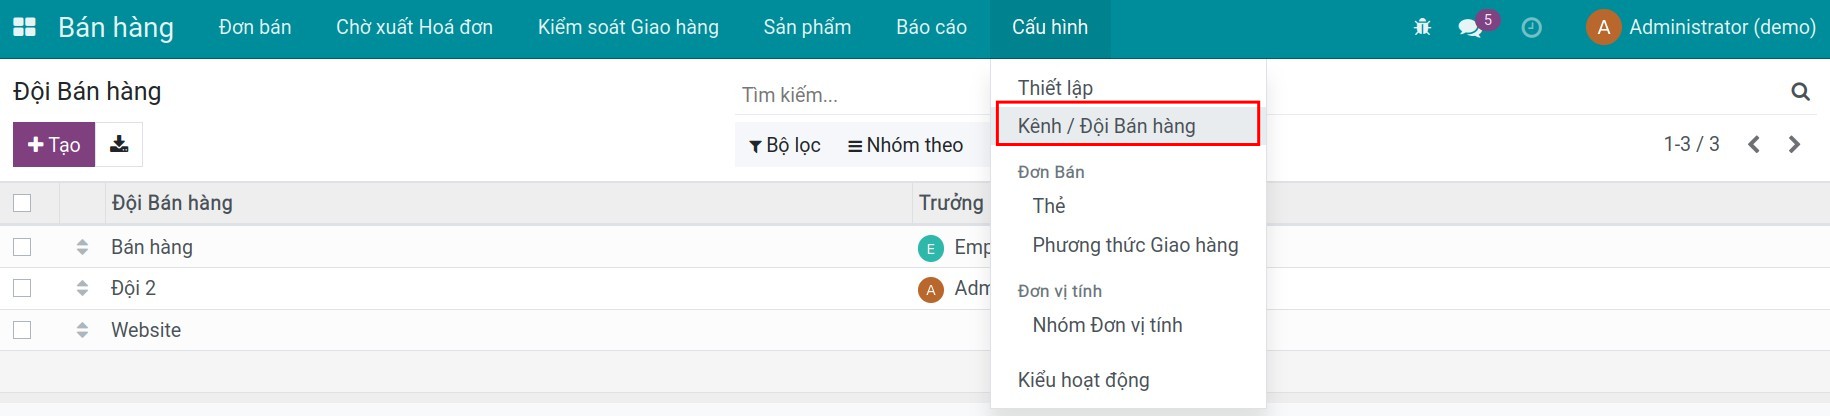 Bán hàng Đơn bán Chờ xuất Hoá đơn Kiểm soát Giao hàng Sản phẩm Báo cáo Cấu hình 5 A Administrator (demo)
Đội Bán hàng
Tìm kiếm...
Tạo
Bộ lọc Nhóm theo
1-3 / 3
Thiết lập
Kênh / Đội Bán hàng
Đơn Bán
Thẻ
Phương thức Giao hàng
Đơn vị tính
Nhóm Đơn vị tính
Kiểu hoạt động
Đội Bán hàng Trưởng
Bán hàng E Emp
Đội 2 A Adm
Website